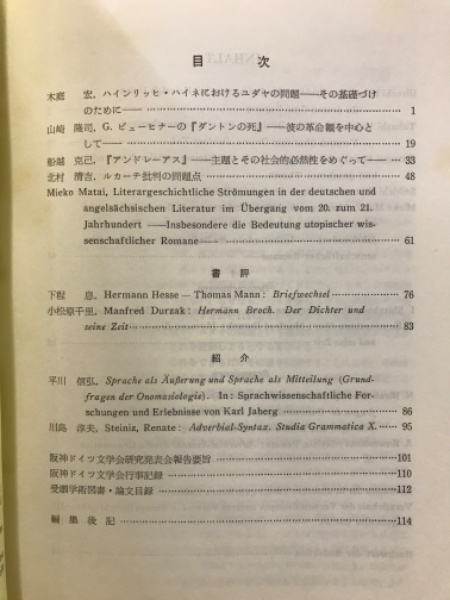 目　次
木庭　宏，ハインリッヒ・ハイネにおけるユダヤの問題——その基礎づけ
のために—— …… 1
山崎　隆司，G. ビューヒナーの『ダントンの死』——彼の革命観を中心と
して—— …… 19
船越　克己，『アンドレーアス』——主題とその社会的必然性をめぐって—— …… 33
北村　清吉，ルカーチ批判の問題点 …… 48
Mieko Matai, Literargeschichtliche Strömungen in der deutschen und
angelsächsischen Literatur im Übergang vom 20. zum 21.
Jahrhundert ——Insbesondere die Bedeutung utopischer wis-
senschaftlicher Romane—— …… 61
書　評
下程　息，Hermann Hesse — Thomas Mann: Briefwechsel …… 76
小松原千里，Manfred Durzak: Hermann Broch. Der Dichter und
seine Zeit …… 83
紹　介
平川　信弘，Sprache als Äußerung und Sprache als Mitteilung (Grund-
fragen der Onomasiologie). In: Sprachwissenschaftliche For-
schungen und Erlebnisse von Karl Jaberg …… 86
川島　淳夫，Steinitz, Renate: Adverbial-Syntax. Studia Grammatica X. …… 95
阪神ドイツ文学会研究発表会報告要旨 …… 101
阪神ドイツ文学会行事記録 …… 110
受贈学術図書・論文目録 …… 112
編集後記 …… 114